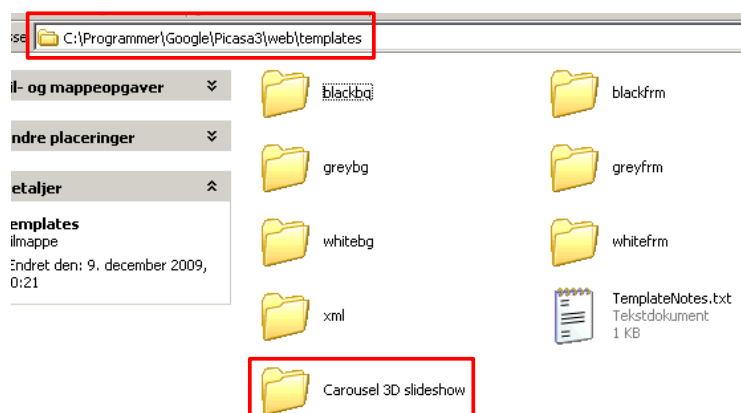 C:\Programmer\Google\Picasa3\web\templates
il- og mappeopgaver
ndre placeringer
etaljer
emplates
ilmappe
Endret den: 9. december 2009,
0:21
blackbg
blackfrm
greybg
greyfrm
whitebg
whitefrm
xml
TemplateNotes.txt
Tekstdokument
1 KB
Carousel 3D slideshow